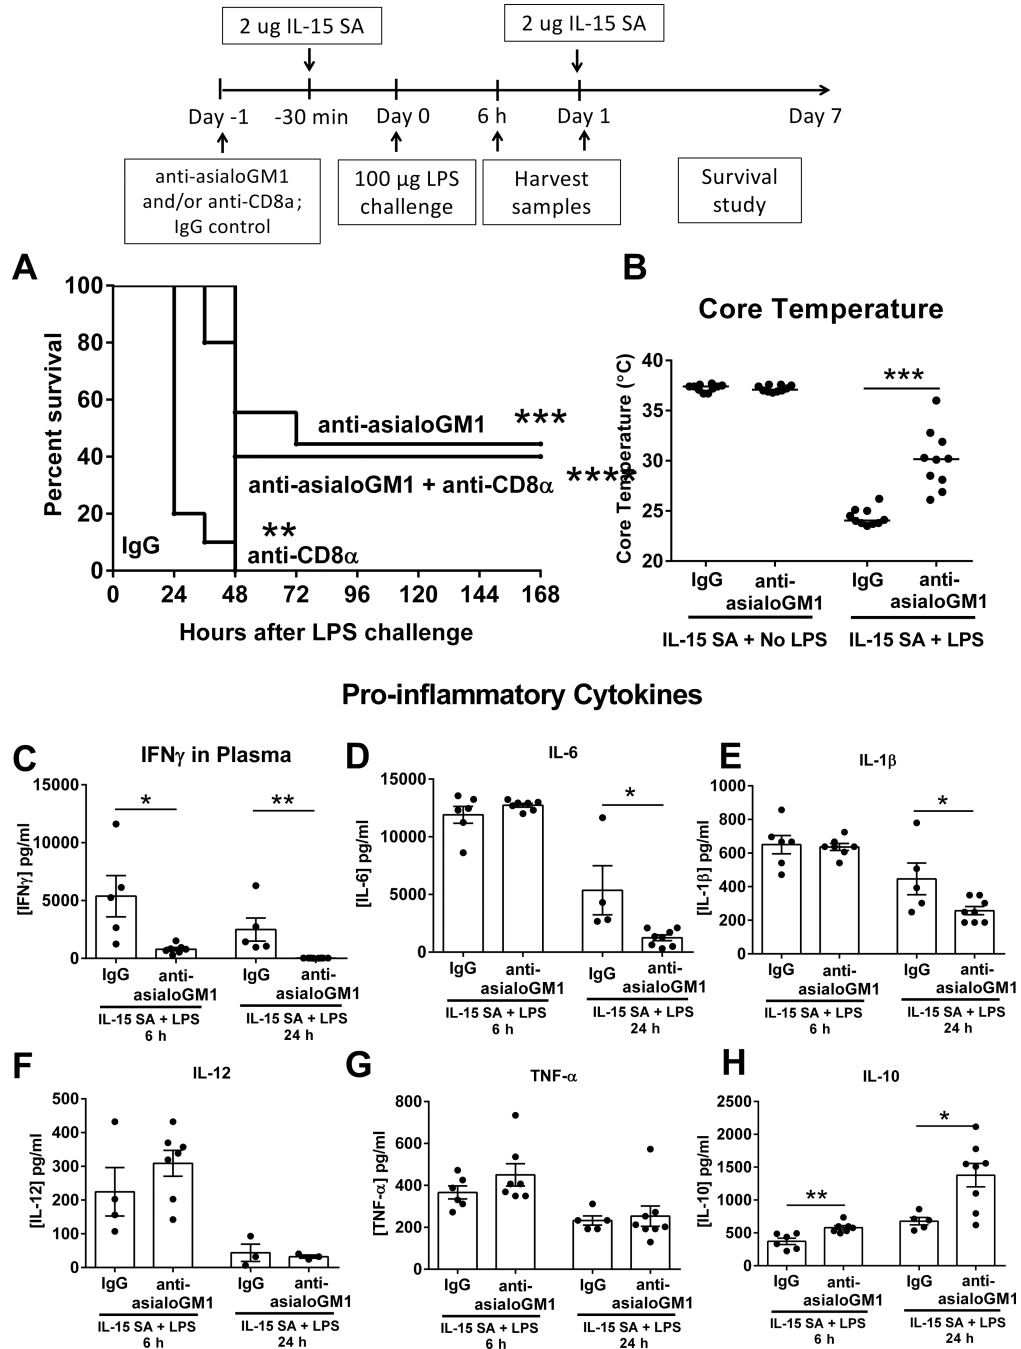 2 ug IL-15 SA
2 ug IL-15 SA
Day -1
-30 min
Day 0
6 h
Day 1
Day 7
anti-asialoGM1
and/or anti-CD8a;
IgG control
100 µg LPS
challenge
Harvest
samples
Survival
study
A
Percent survival
100
80
60
40
20
0
anti-asialoGM1
***
anti-asialoGM1 + anti-CD8α
****
IgG
**
anti-CD8α
0
24
48
72
96
120
144
168
Hours after LPS challenge
B
Core Temperature
Core Temperature (°C)
40
35
30
25
20
***
IgG
anti-
asialoGM1
IgG
anti-
asialoGM1
IL-15 SA + No LPS
IL-15 SA + LPS
Pro-inflammatory Cytokines
C
IFNγ in Plasma
[IFNγ] pg/ml
15000
10000
5000
0
*
**
IgG
anti-
asialoGM1
IgG
anti-
asialoGM1
IL-15 SA + LPS
6 h
IL-15 SA + LPS
24 h
D
IL-6
[IL-6] pg/ml
15000
10000
5000
0
*
IgG
anti-
asialoGM1
IgG
anti-
asialoGM1
IL-15 SA + LPS
6 h
IL-15 SA + LPS
24 h
E
IL-1β
[IL-1β] pg/ml
1000
800
600
400
200
0
*
IgG
anti-
asialoGM1
IgG
anti-
asialoGM1
IL-15 SA + LPS
6 h
IL-15 SA + LPS
24 h
F
IL-12
[IL-12] pg/ml
500
400
300
200
100
0
IgG
anti-
asialoGM1
IgG
anti-
asialoGM1
IL-15 SA + LPS
6 h
IL-15 SA + LPS
24 h
G
TNF-α
[TNF-α] pg/ml
800
600
400
200
0
IgG
anti-
asialoGM1
IgG
anti-
asialoGM1
IL-15 SA + LPS
6 h
IL-15 SA + LPS
24 h
H
IL-10
[IL-10] pg/ml
2500
2000
1500
1000
500
0
**
*
IgG
anti-
asialoGM1
IgG
anti-
asialoGM1
IL-15 SA + LPS
6 h
IL-15 SA + LPS
24 h